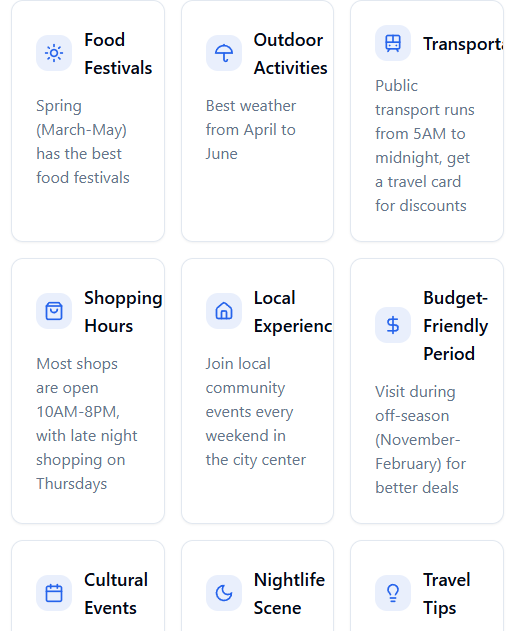 Food
Festivals
Spring
(March-May)
has the best
food festivals
Outdoor
Activities
Best weather
from April to
June
Transport
Public
transport runs
from 5AM to
midnight, get
a travel card
for discounts
Shopping
Hours
Most shops
are open
10AM-8PM,
with late night
shopping on
Thursdays
Local
Experienc
Join local
community
events every
weekend in
the city center
Budget-
Friendly
Period
Visit during
off-season
(November-
February) for
better deals
Cultural
Events
Nightlife
Scene
Travel
Tips